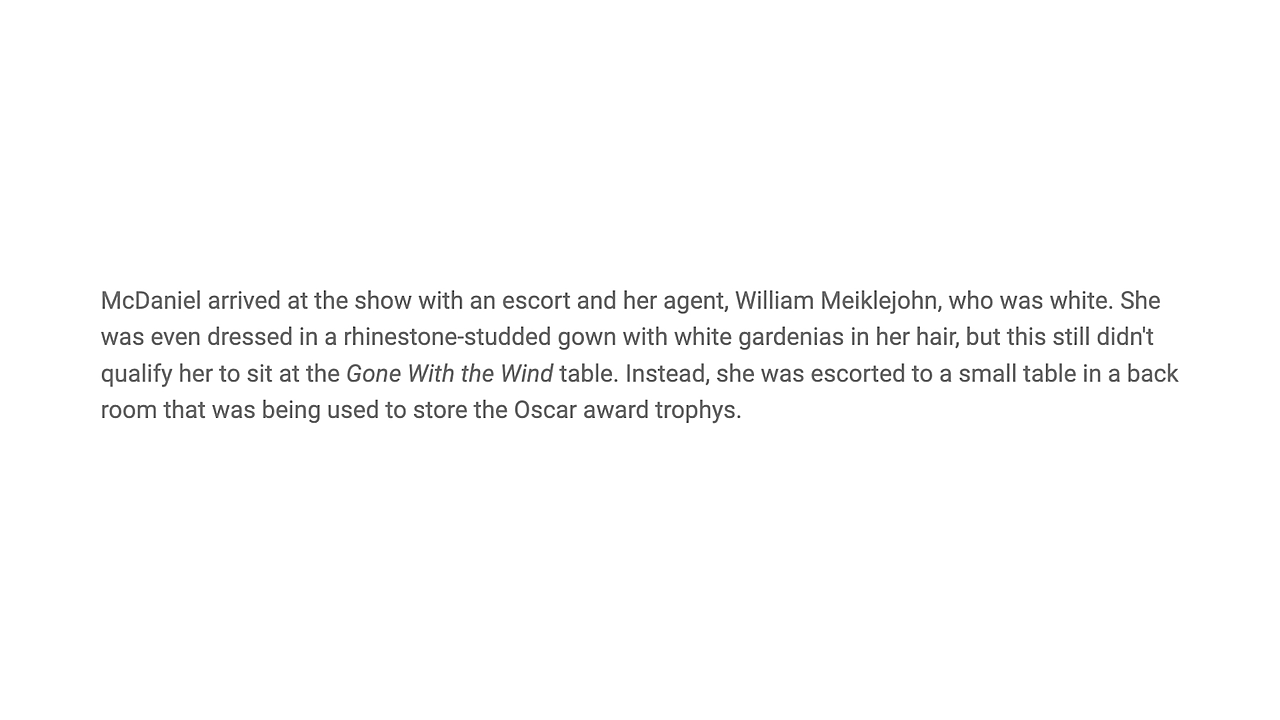 McDaniel arrived at the show with an escort and her agent, William Meiklejohn, who was white. She
was even dressed in a rhinestone-studded gown with white gardenias in her hair, but this still didn't
qualify her to sit at the Gone With the Wind table. Instead, she was escorted to a small table in a back
room that was being used to store the Oscar award trophys.